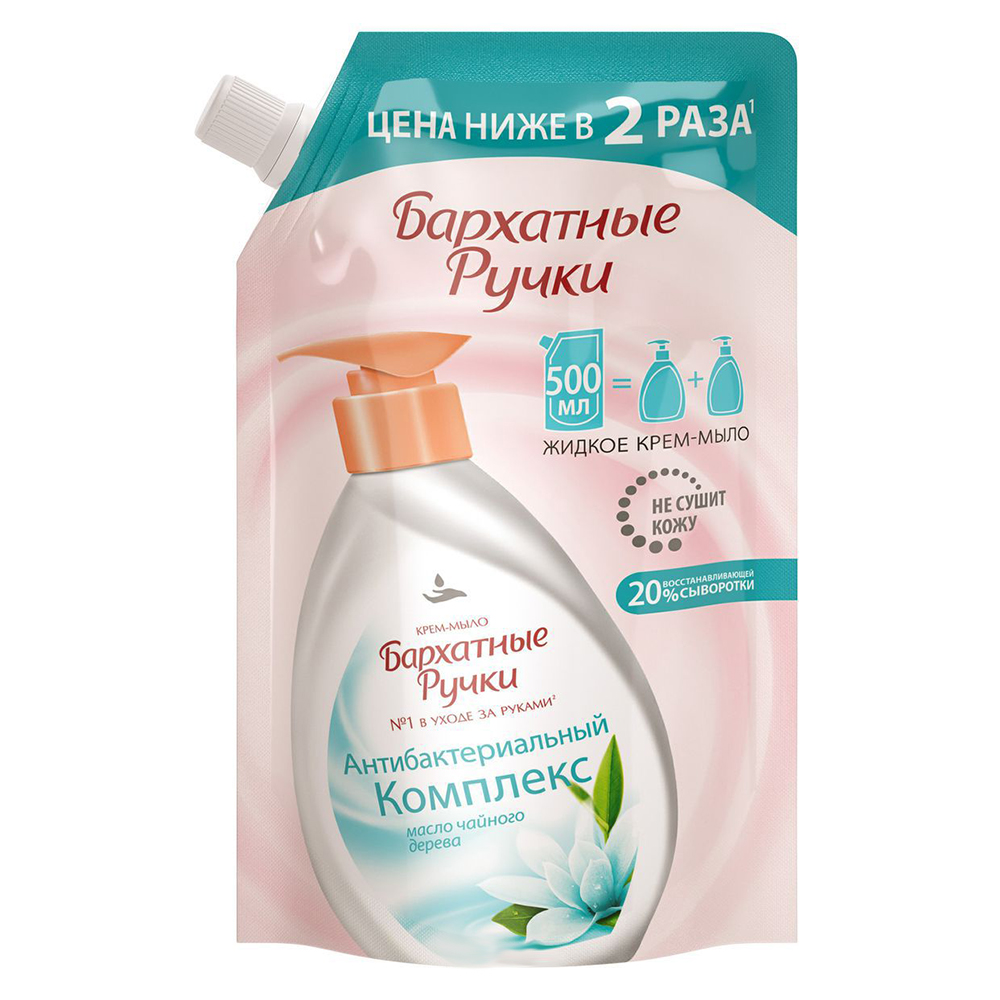 ЦЕНА НИЖЕ В 2 РАЗА¹
Бархатные
Ручки
500
МЛ
=
+
ЖИДКОЕ КРЕМ-МЫЛО
НЕ СУШИТ
КОЖУ
20% ВОССТАНАВЛИВАЮЩЕЙ
СЫВОРОТКИ
КРЕМ-МЫЛО
Бархатные
Ручки
№1 В УХОДЕ ЗА РУКАМИ²
Антибактериальный
Комплекс
масло чайного
дерева